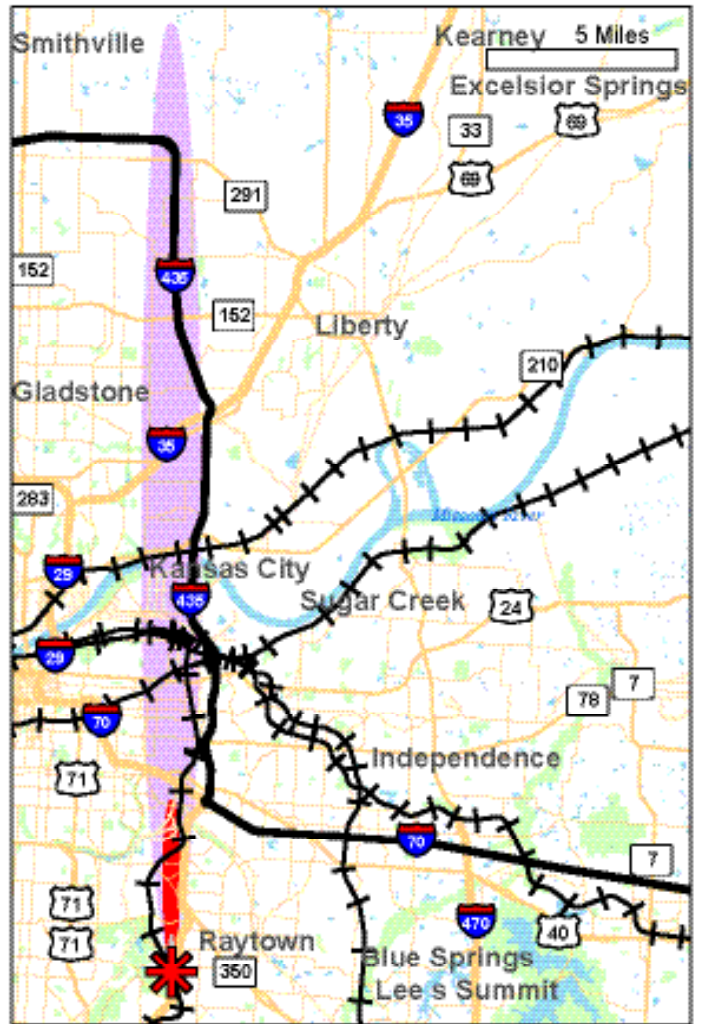 Smithville
Kearney
5 Miles
Excelsior Springs
35
33
69
69
291
152
435
152
Liberty
210
Gladstone
35
283
Missouri River
29
Kansas City
435
Sugar Creek
24
29
7
78
70
71
Independence
70
7
71
470
40
71
Raytown
350
Blue Springs
Lee s Summit